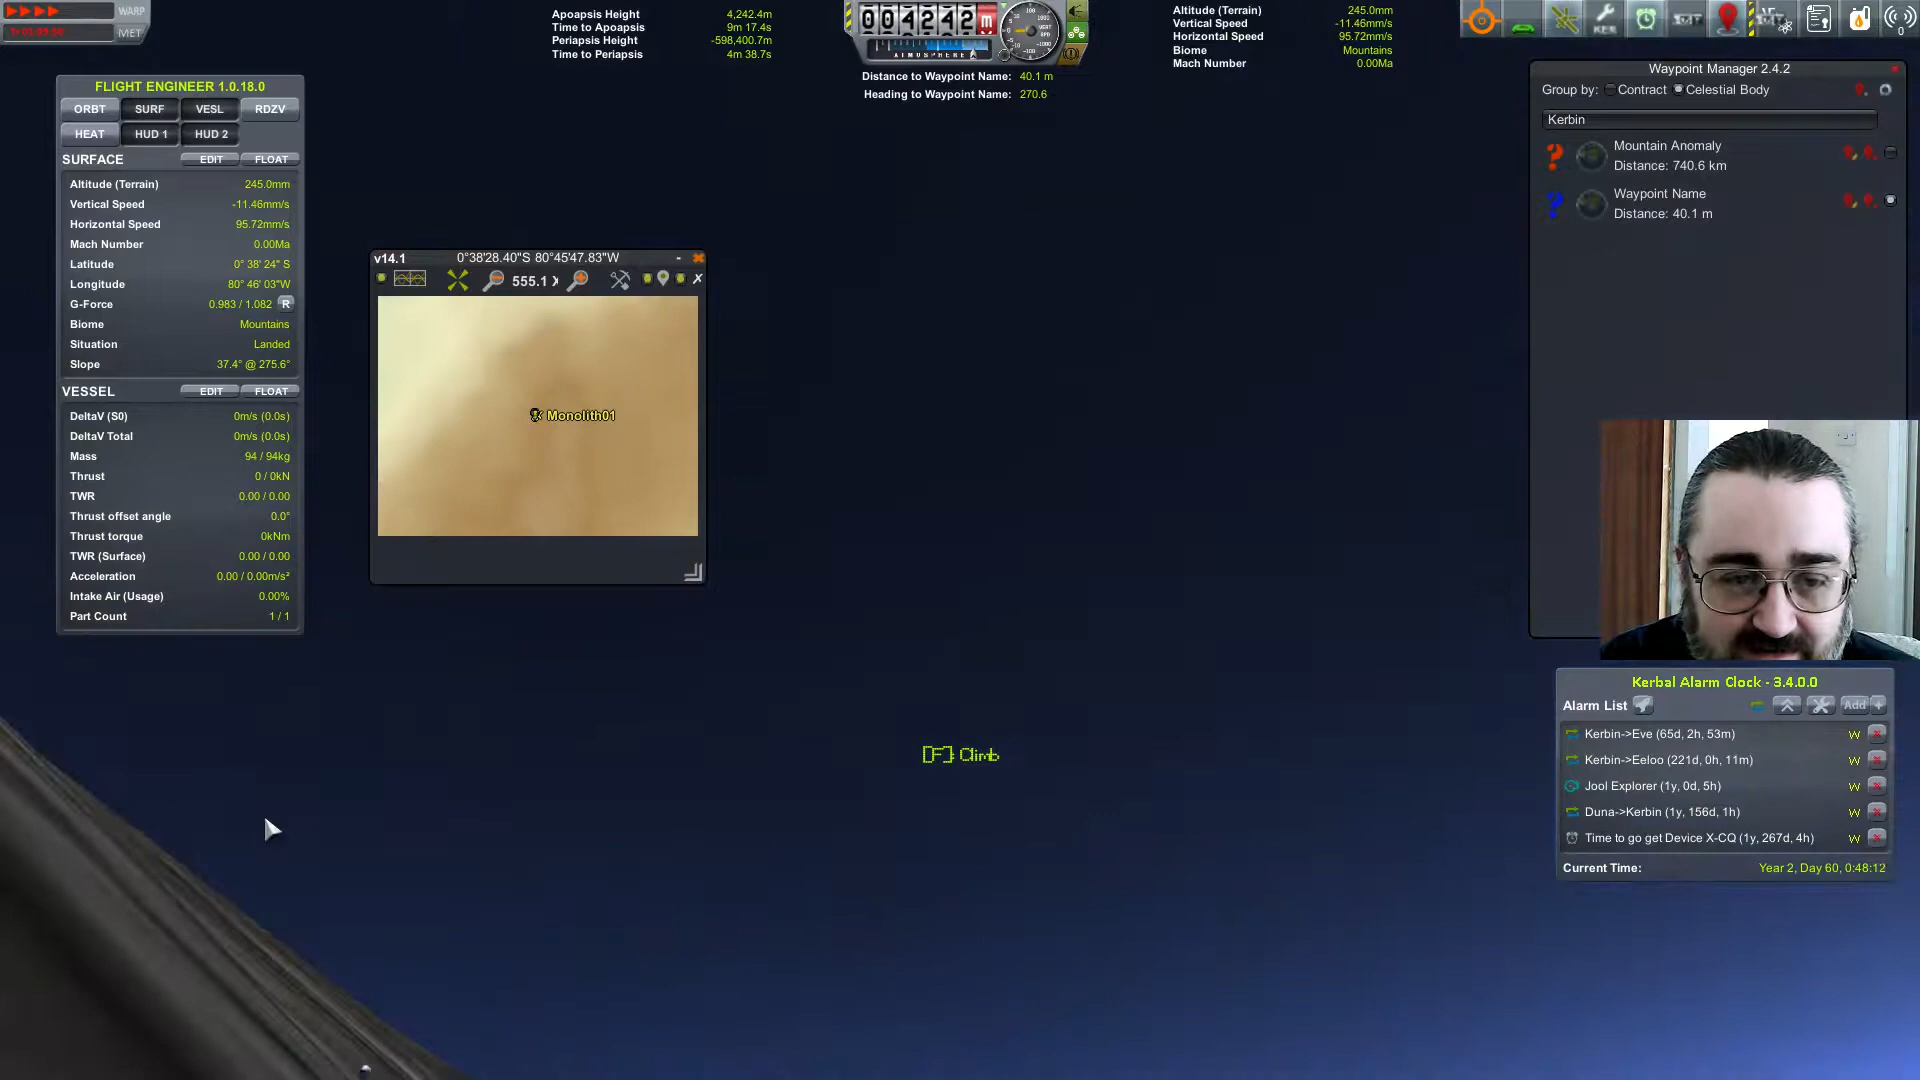 WARP
MET
Apoapsis Height 4,242.4m
Time to Apoapsis 9m 17.4s
Periapsis Height -598,400.7m
Time to Periapsis 4m 38.7s
004242 m
ATMOSPHERE
Distance to Waypoint Name: 40.1 m
Heading to Waypoint Name: 270.6
Altitude (Terrain) 245.0mm
Vertical Speed -11.46mm/s
Horizontal Speed 95.72mm/s
Biome Mountains
Mach Number 0.00Ma
FLIGHT ENGINEER 1.0.18.0
ORBT SURF VESL RDZV
HEAT HUD 1 HUD 2
SURFACE EDIT FLOAT
Altitude (Terrain) 245.0mm
Vertical Speed -11.46mm/s
Horizontal Speed 95.72mm/s
Mach Number 0.00Ma
Latitude 0° 38' 24" S
Longitude 80° 46' 03"W
G-Force 0.983 / 1.082 R
Biome Mountains
Situation Landed
Slope 37.4° @ 275.6°
VESSEL EDIT FLOAT
DeltaV (S0) 0m/s (0.0s)
DeltaV Total 0m/s (0.0s)
Mass 94 / 94kg
Thrust 0 / 0kN
TWR 0.00 / 0.00
Thrust offset angle 0.0°
Thrust torque 0kNm
TWR (Surface) 0.00 / 0.00
Acceleration 0.00 / 0.00m/s²
Intake Air (Usage) 0.00%
Part Count 1 / 1
v14.1 0°38'28.40"S 80°45'47.83"W
555.1 X
Monolith01
[F]: Climb
Waypoint Manager 2.4.2
Group by: Contract Celestial Body
Kerbin
Mountain Anomaly
Distance: 740.6 km
Waypoint Name
Distance: 40.1 m
Kerbal Alarm Clock - 3.4.0.0
Alarm List Add +
Kerbin->Eve (65d, 2h, 53m) W
Kerbin->Eeloo (221d, 0h, 11m) W
Jool Explorer (1y, 0d, 5h) W
Duna->Kerbin (1y, 156d, 1h) W
Time to go get Device X-CQ (1y, 267d, 4h) W
Current Time: Year 2, Day 60, 0:48:12